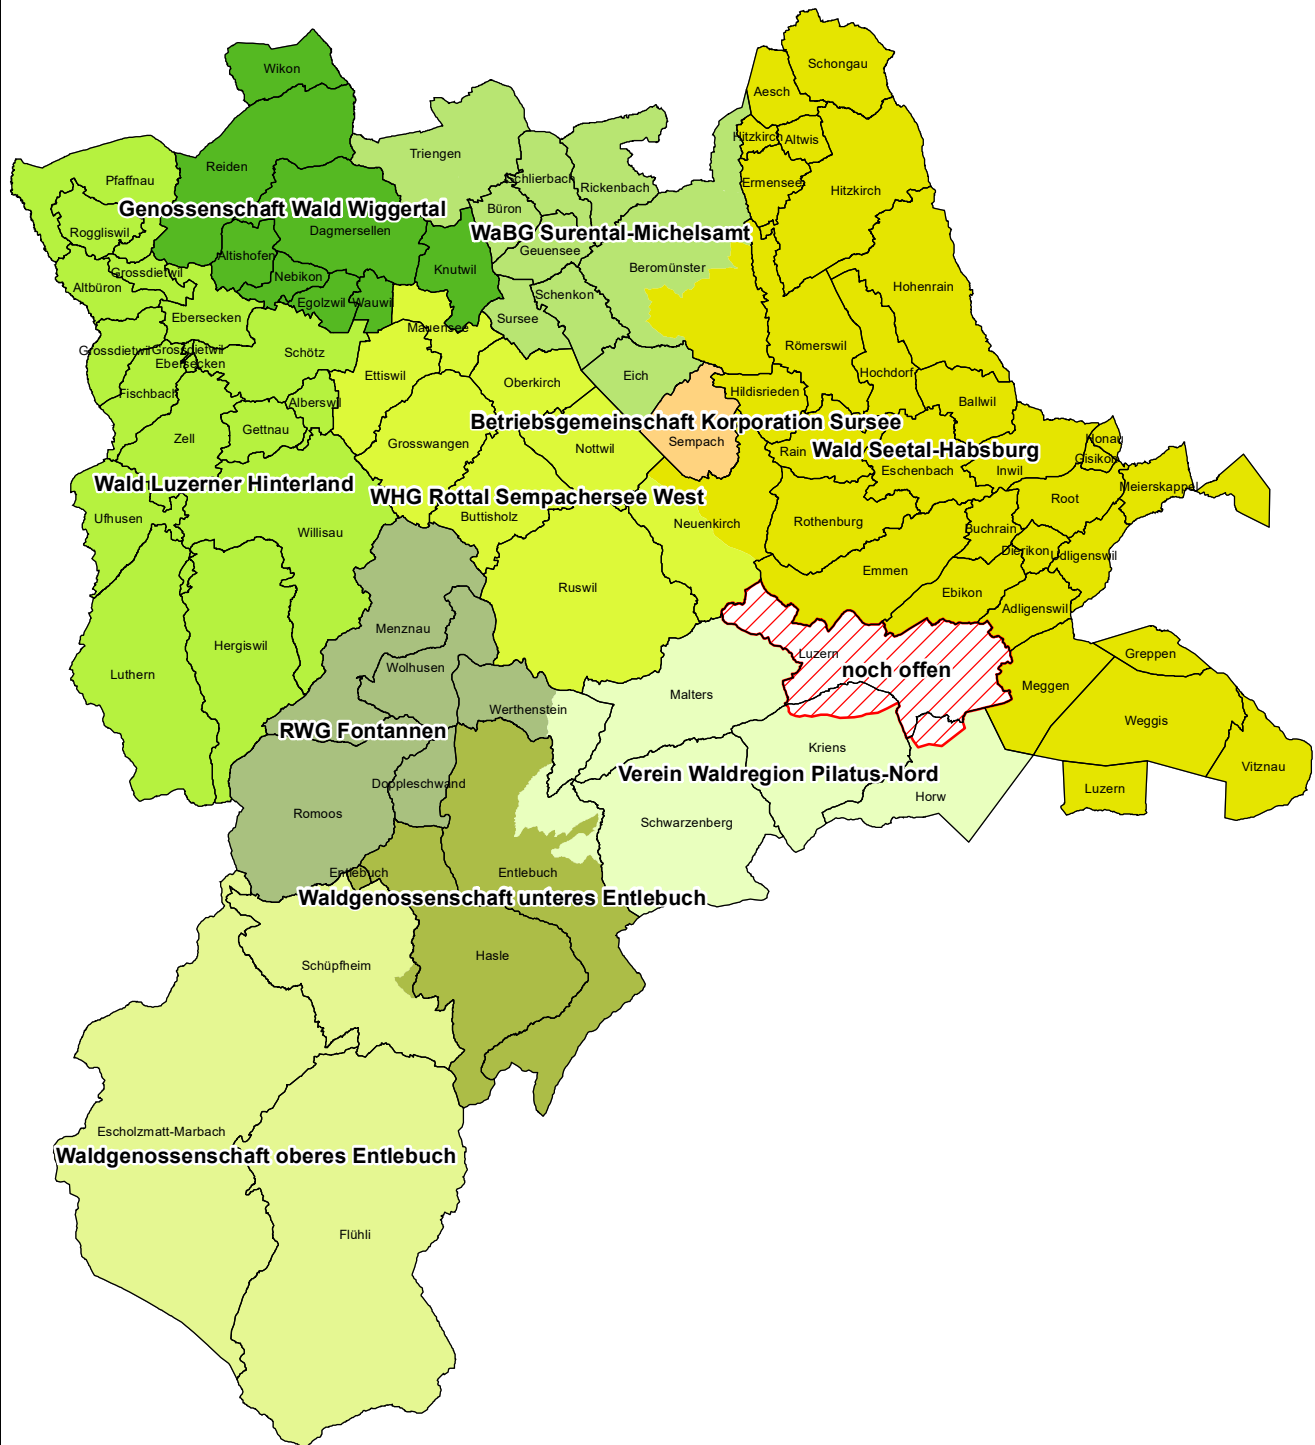 Schongau
Wikon
Aesch
Hitzkirch
Altwis
Triengen
Reiden
Pfaffnau
Schlierbach
Rickenbach
Ermensee
Hitzkirch
Genossenschaft Wald Wiggertal
Büron
Roggliswil
Dagmersellen
WaBG Surental-Michelsamt
Altishofen
Geuensee
Grossdietwil
Nebikon
Knutwil
Beromünster
Altbüron
Hohenrain
Schenkon
Egolzwil
Wauwil
Ebersecken
Sursee
Mauensee
Grossdietwil
Grossdietwil
Schötz
Römerswil
Ebersecken
Ettiswil
Eich
Hochdorf
Oberkirch
Fischbach
Hildisrieden
Alberswil
Ballwil
Betriebsgemeinschaft Korporation Sursee
Gettnau
Zell
Grosswangen
Sempach
Honau
Nottwil
Rain
Wald Seetal-Habsburg
Gisikon
Eschenbach
Inwil
Wald Luzerner Hinterland
Meierskappel
WHG Rottal Sempachersee West
Root
Ufhusen
Buttisholz
Neuenkirch
Rothenburg
Willisau
Buchrain
Dierikon
Udligenswil
Emmen
Ruswil
Ebikon
Adligenswil
Menznau
Hergiswil
Luzern
Greppen
Wolhusen
noch offen
Luthern
Meggen
Malters
Werthenstein
Weggis
RWG Fontannen
Kriens
Vitznau
Verein Waldregion Pilatus-Nord
Doppleschwand
Luzern
Horw
Romoos
Schwarzenberg
Entlebuch
Entlebuch
Waldgenossenschaft unteres Entlebuch
Hasle
Schüpfheim
Escholzmatt-Marbach
Waldgenossenschaft oberes Entlebuch
Flühli